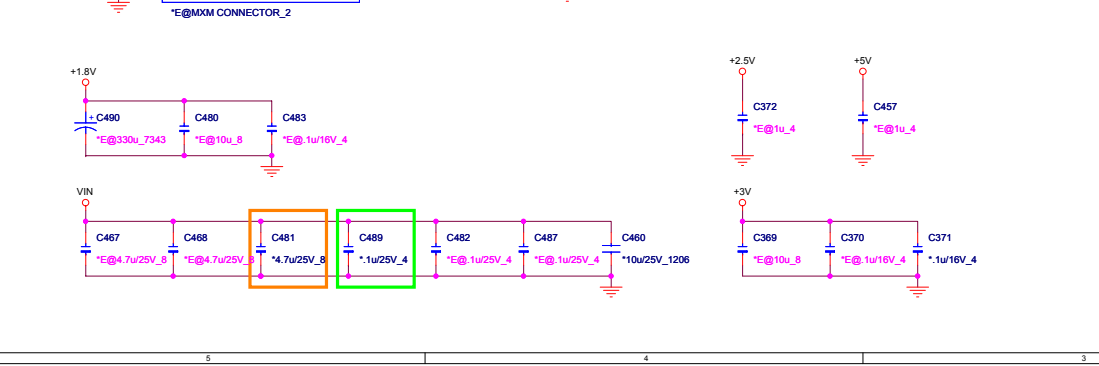 *E@MXM CONNECTOR_2
+1.8V
+ C490
*E@330u_7343
C480
*E@10u_8
C483
*E@.1u/16V_4
+2.5V
C372
*E@1u_4
+5V
C457
*E@1u_4
VIN
C467
*E@4.7u/25V_8
C468
*E@4.7u/25V_8
C481
*4.7u/25V_8
C489
*.1u/25V_4
C482
*E@.1u/25V_4
C487
*E@.1u/25V_4
C460
*10u/25V_1206
+3V
C369
*E@10u_8
C370
*E@.1u/16V_4
C371
*.1u/16V_4
5
4
3